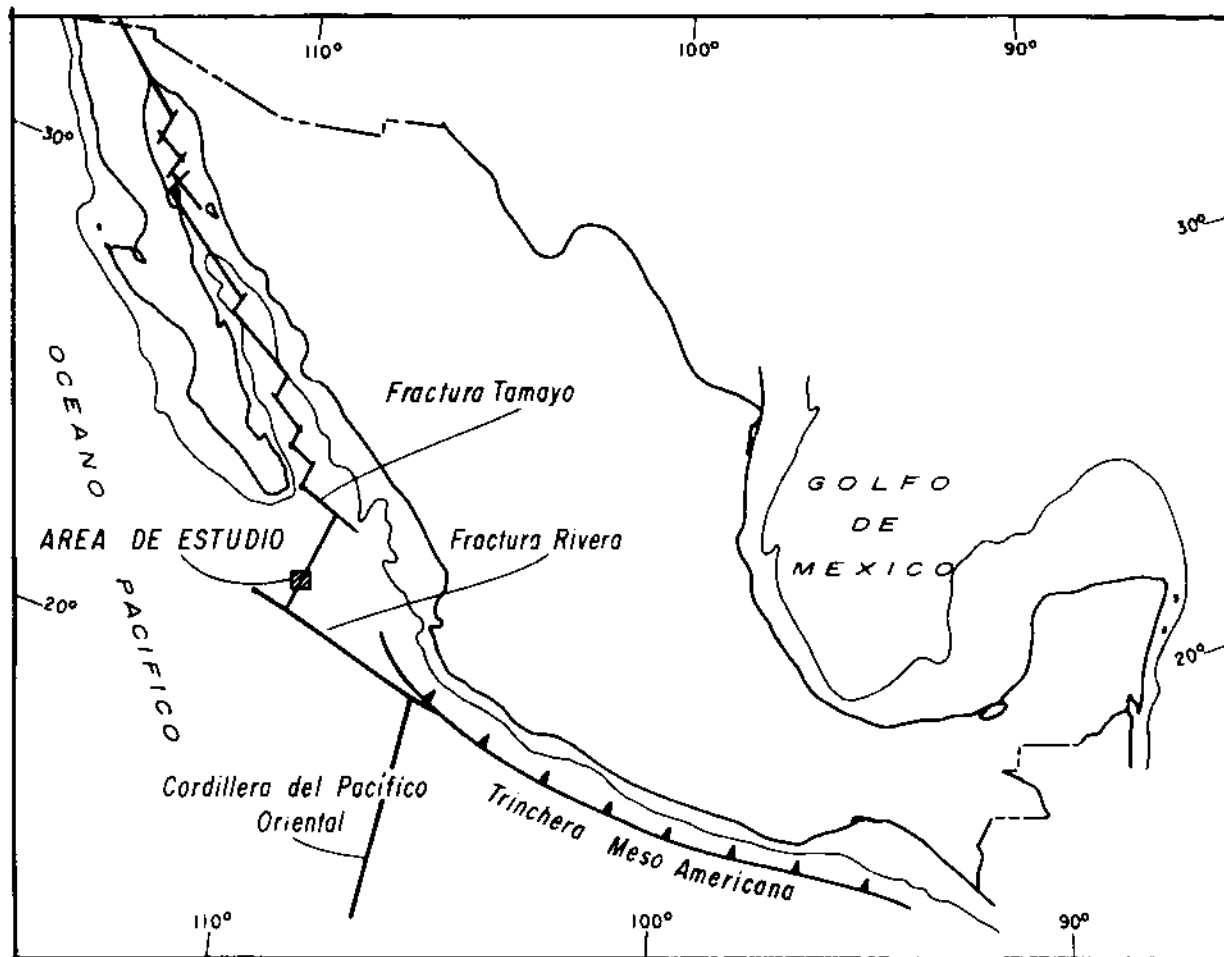 110°
100°
90°
30°
30°
OCEANO
PACIFICO
Fractura Tamayo
GOLFO
DE
MEXICO
AREA DE ESTUDIO
Fractura Rivera
20°
20°
Cordillera del Pacífico
Oriental
Trinchera Meso Americana
110°
100°
90°